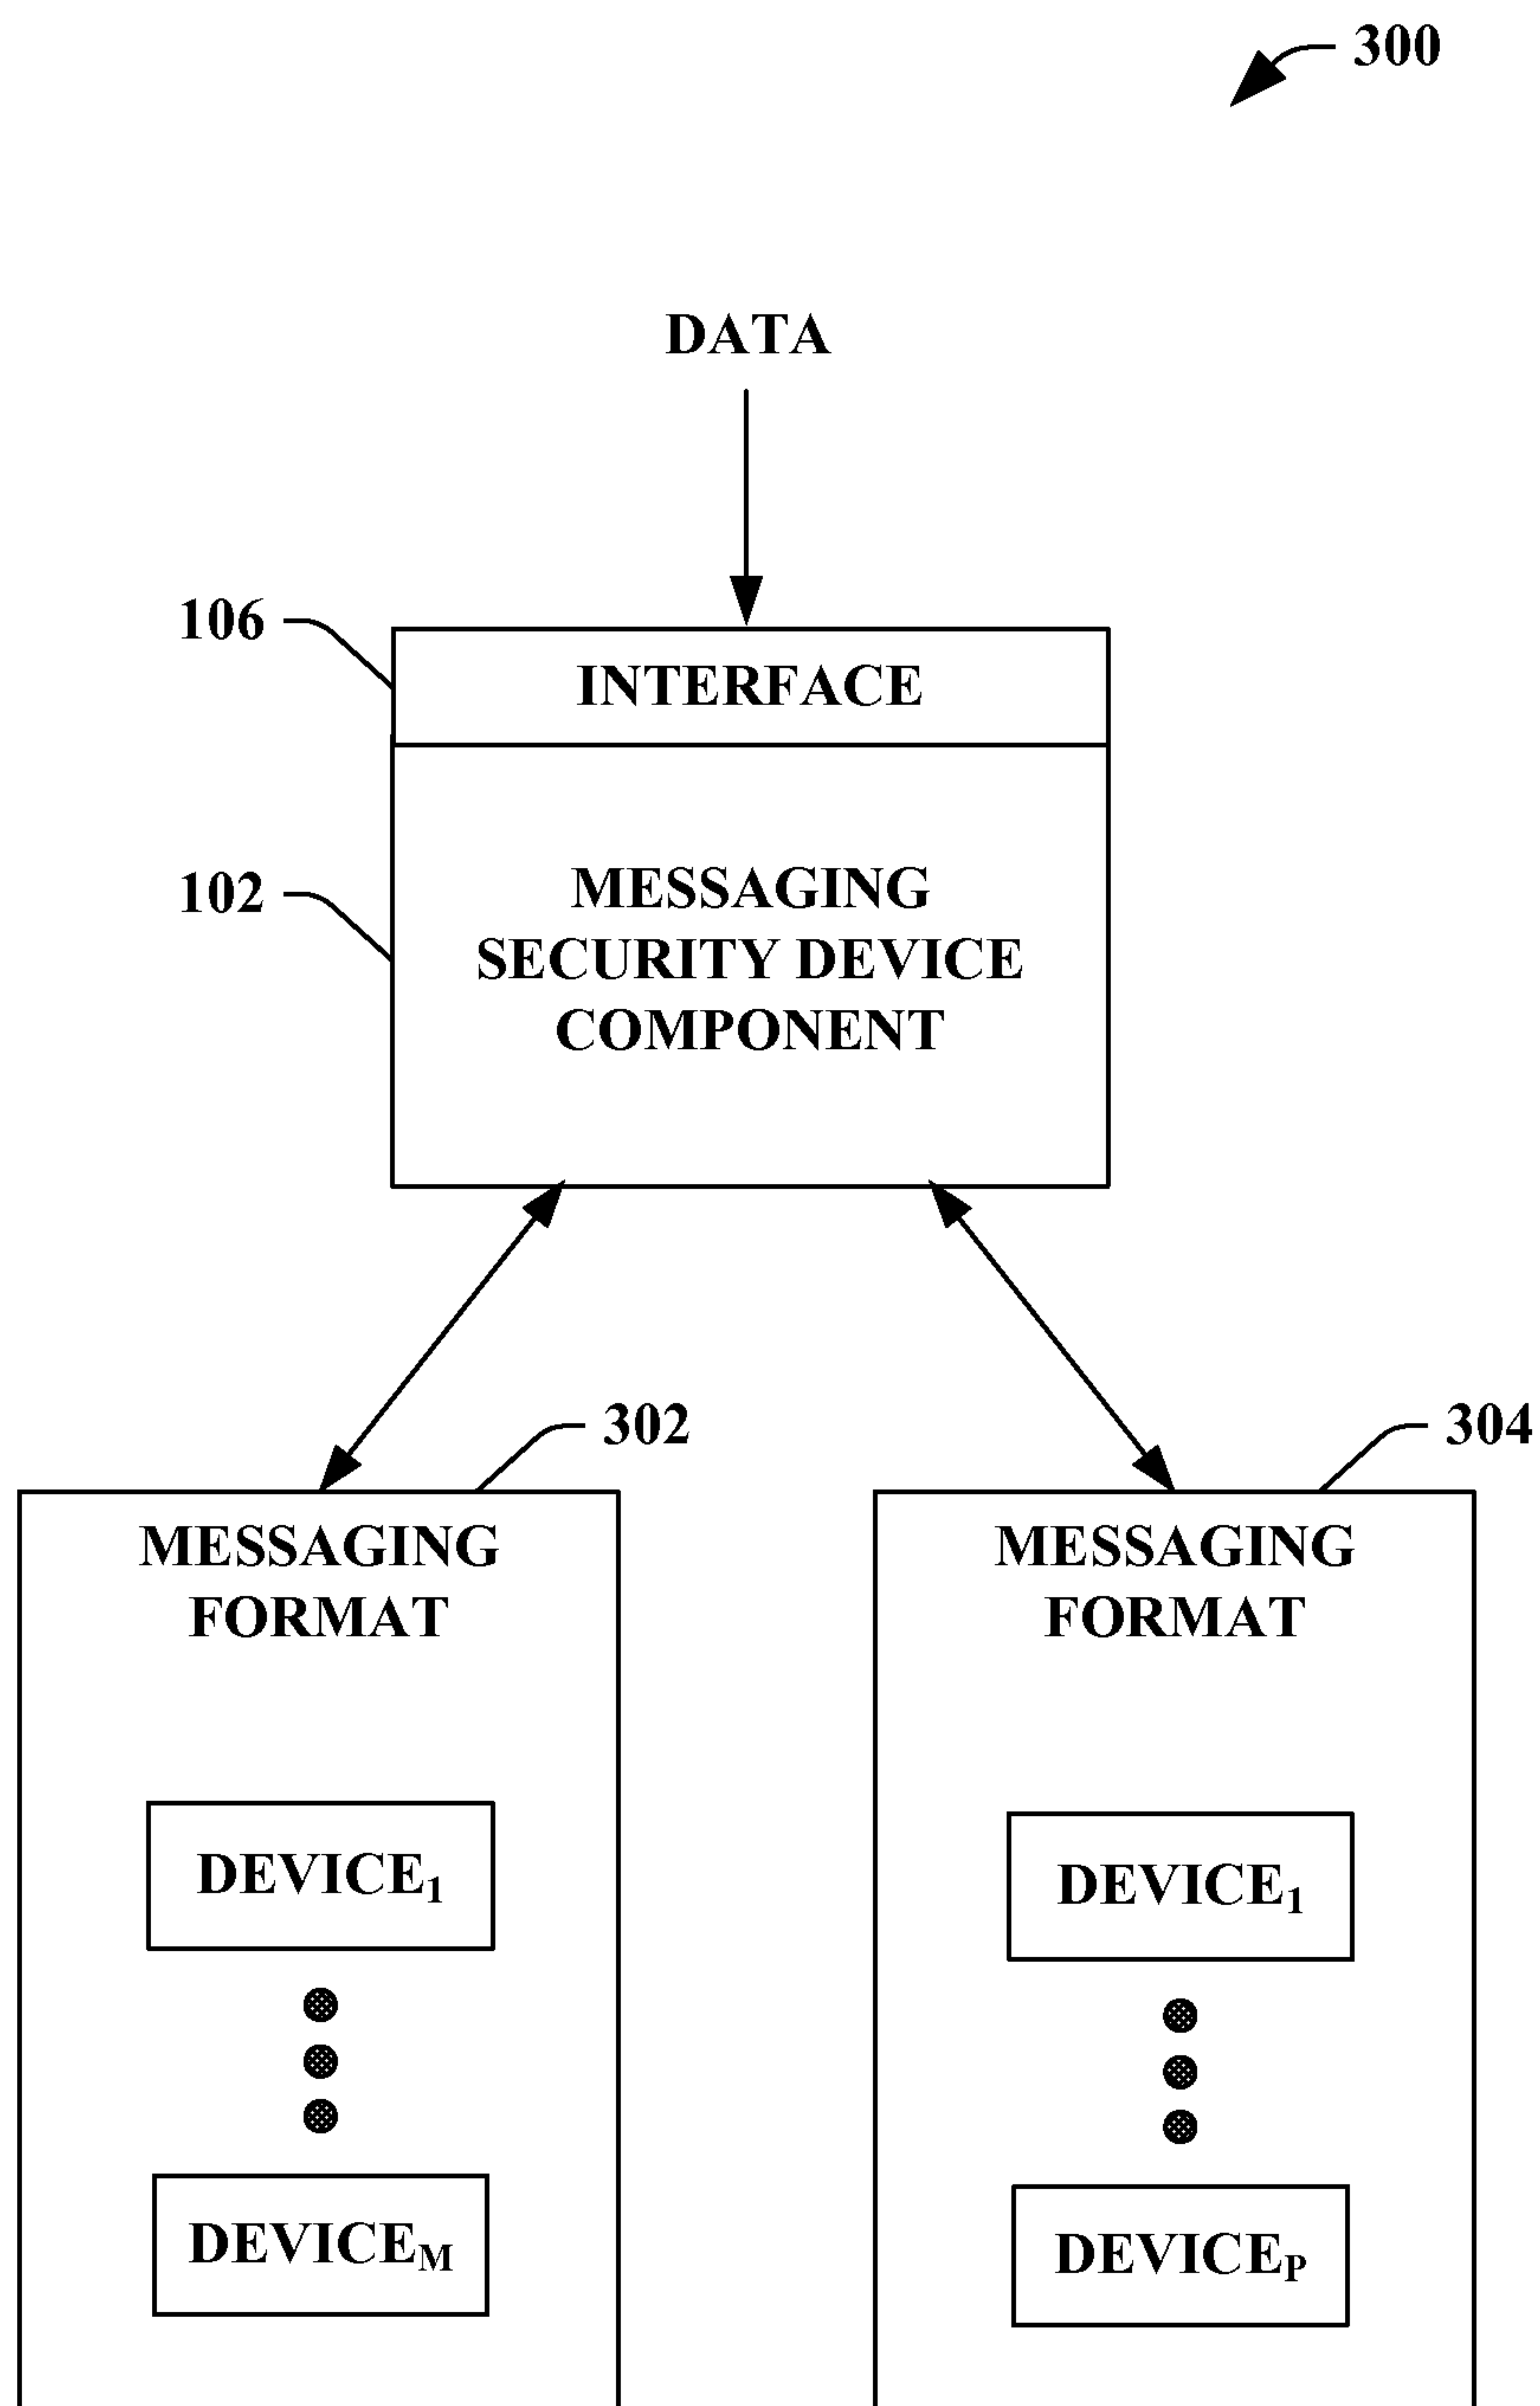 300
DATA
106
INTERFACE
102
MESSAGING
SECURITY DEVICE
COMPONENT
302
304
MESSAGING
FORMAT
DEVICE1
DEVICEM
MESSAGING
FORMAT
DEVICE1
DEVICEP